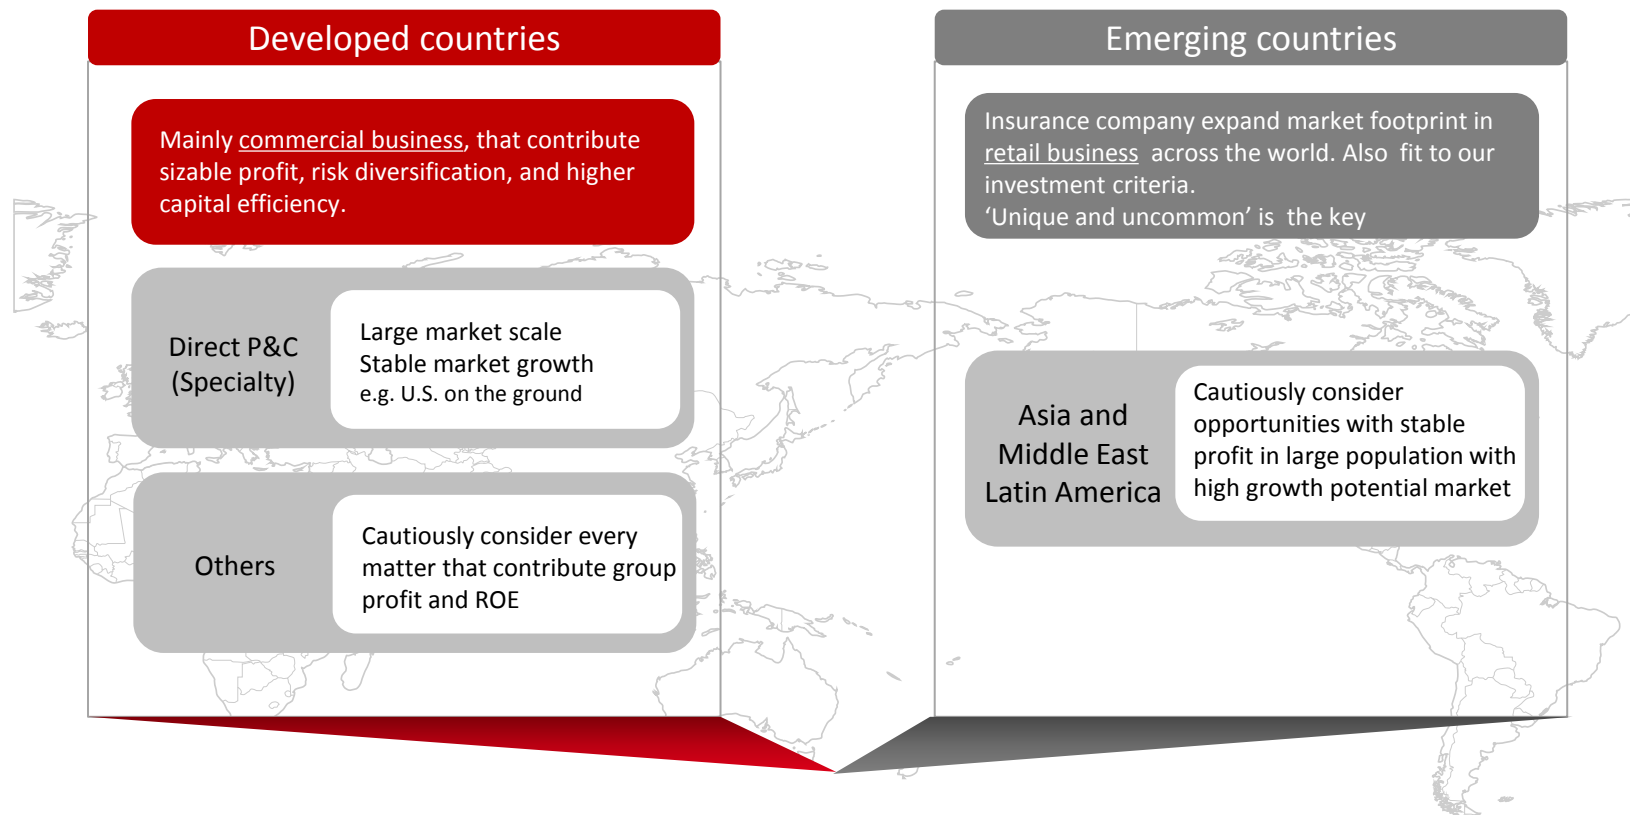 Developed countries
Mainly commercial business, that contribute
sizable profit, risk diversification, and higher
capital efficiency.
Direct P&C
(Specialty)
Large market scale
Stable market growth
e.g. U.S. on the ground
Others
Cautiously consider every
matter that contribute group
profit and ROE
Emerging countries
Insurance company expand market footprint in
retail business across the world. Also fit to our
investment criteria.
‘Unique and uncommon’ is the key
Asia and
Middle East
Latin America
Cautiously consider
opportunities with stable
profit in large population with
high growth potential market